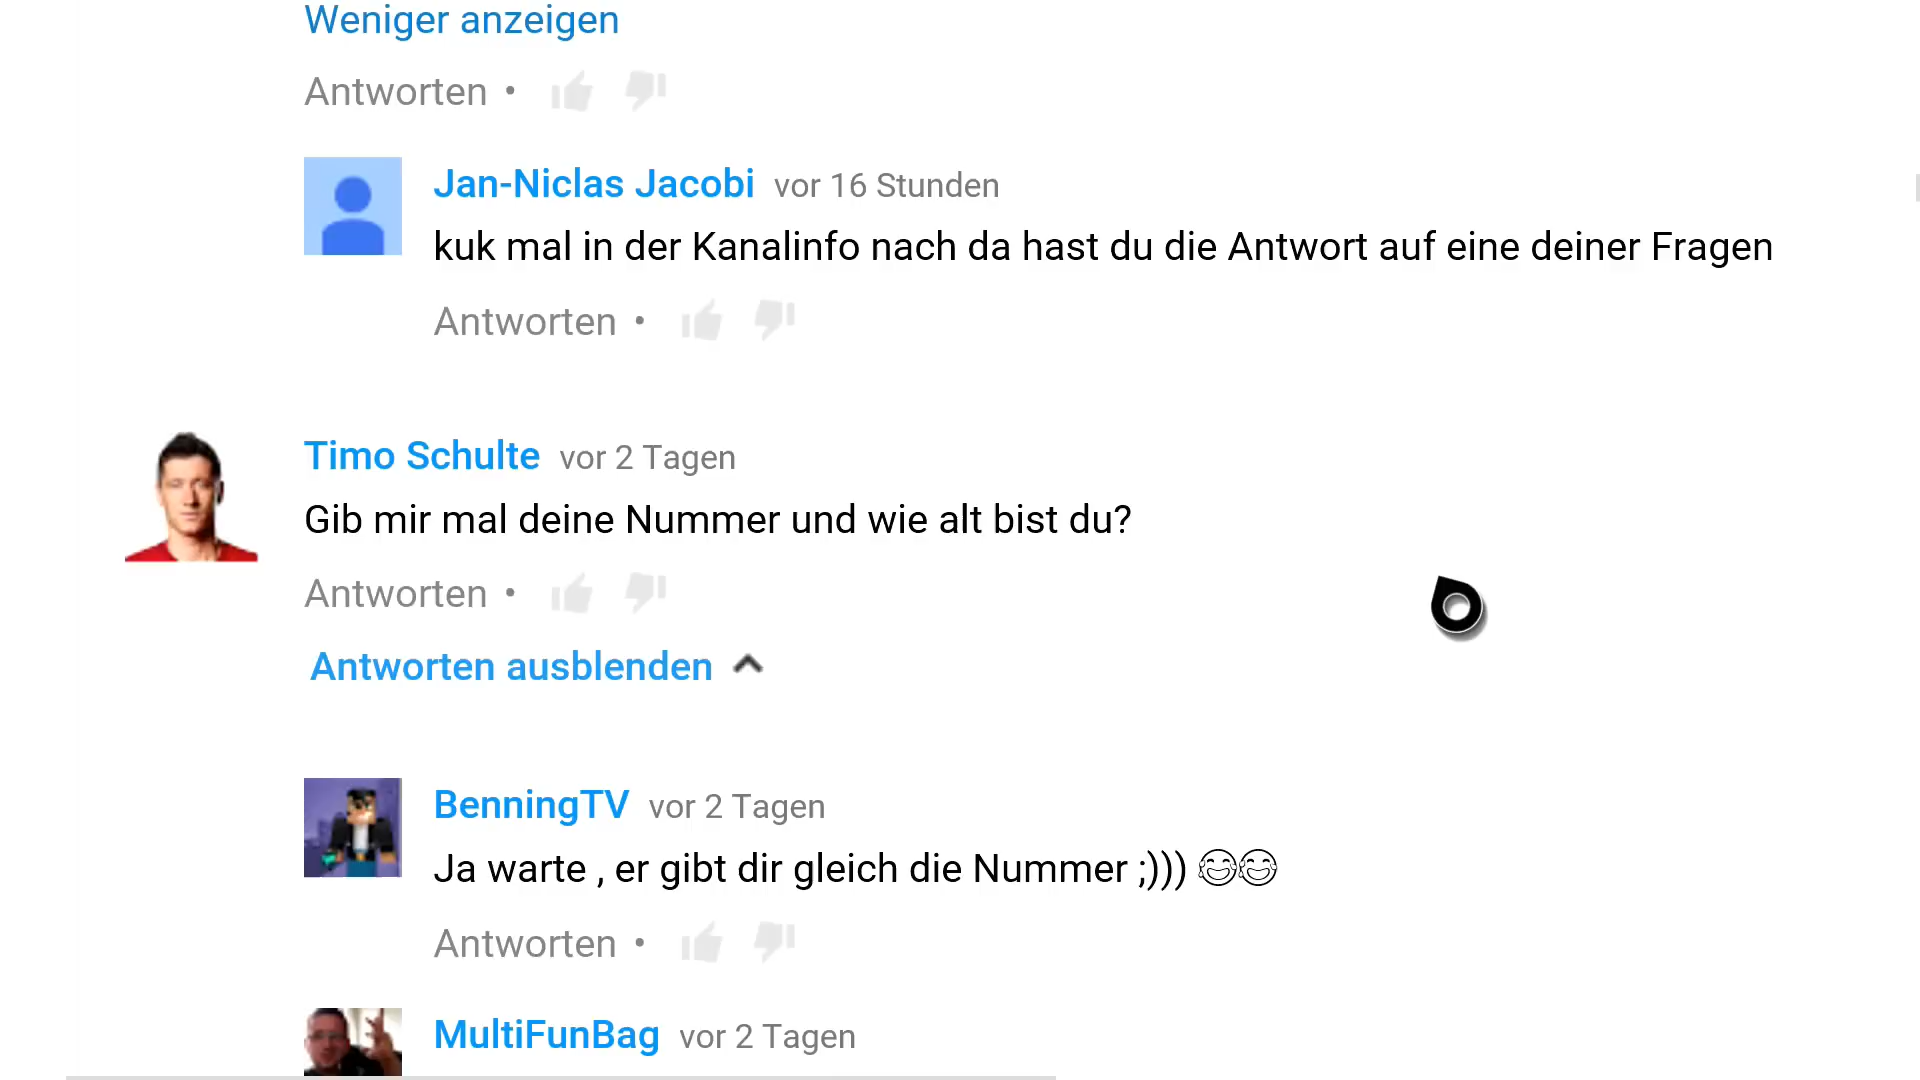 Weniger anzeigen
Antworten •
Jan-Niclas Jacobi vor 16 Stunden
kuk mal in der Kanalinfo nach da hast du die Antwort auf eine deiner Fragen
Antworten •
Timo Schulte vor 2 Tagen
Gib mir mal deine Nummer und wie alt bist du?
Antworten •
Antworten ausblenden
BenningTV vor 2 Tagen
Ja warte , er gibt dir gleich die Nummer ;))) 😂😂
Antworten •
MultiFunBag vor 2 Tagen